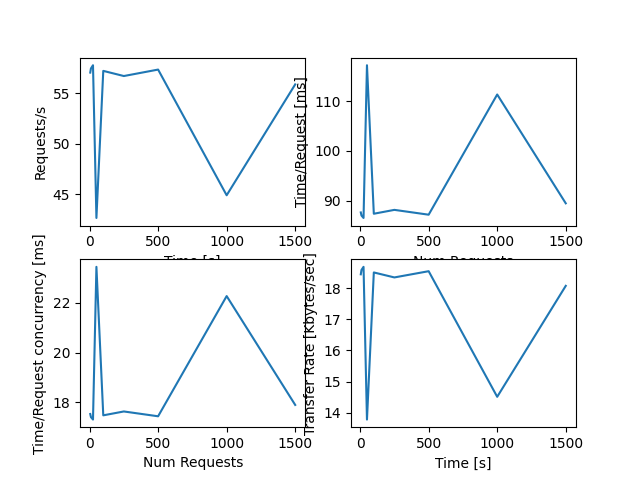 Requests/s
55
50
45
0 500 1000 1500
Time [s]
Time/Request [ms]
110
100
90
0 500 1000 1500
Num Requests
Time/Request concurrency [ms]
22
20
18
0 500 1000 1500
Num Requests
Transfer Rate [Kbytes/sec]
18
17
16
15
14
0 500 1000 1500
Time [s]